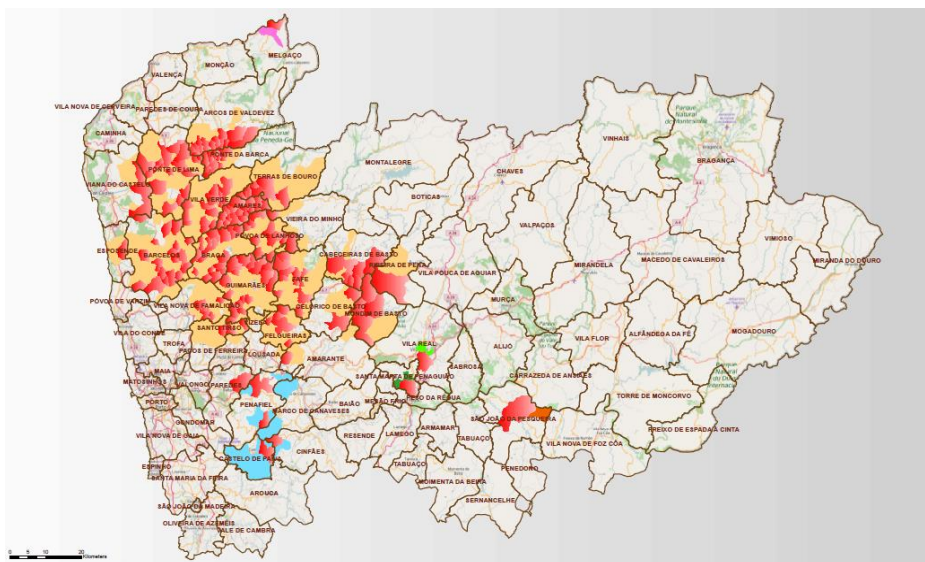 MELGAÇO
MONÇÃO
VALENÇA
VILA NOVA DE CERVEIRA
PAREDES DE COURA
ARCOS DE VALDEVEZ
CAMINHA
PONTE DA BARCA
PONTE DE LIMA
TERRAS DE BOURO
MONTALEGRE
CHAVES
VINHAIS
BRAGANÇA
VIANA DO CASTELO
VILA VERDE
AMARES
BOTICAS
VIEIRA DO MINHO
VALPAÇOS
VIMIOSO
PÓVOA DE LANHOSO
ESPOSENDE
BARCELOS
BRAGA
CABECEIRAS DE BASTO
RIBEIRA DE PENA
MIRANDELA
MACEDO DE CAVALEIROS
MIRANDA DO DOURO
VILA POUCA DE AGUIAR
GUIMARÃES
FAFE
PÓVOA DE VARZIM
VILA NOVA DE FAMALICÃO
CELORICO DE BASTO
MONDIM DE BASTO
MURÇA
VILA DO CONDE
SANTO TIRSO
VIZELA
FELGUEIRAS
ALFÂNDEGA DA FÉ
MOGADOURO
TROFA
PAÇOS DE FERREIRA
LOUSADA
AMARANTE
VILA REAL
ALIJÓ
VILA FLOR
MAIA
MATOSINHOS
VALONGO
PAREDES
SANTA MARTA DE PENAGUIÃO
SABROSA
CARRAZEDA DE ANSIÃES
PORTO
PENAFIEL
MARCO DE CANAVESES
BAIÃO
MESÃO FRIO
PESO DA RÉGUA
TORRE DE MONCORVO
GONDOMAR
FREIXO DE ESPADA À CINTA
VILA NOVA DE GAIA
RESENDE
LAMEGO
ARMAMAR
TABUAÇO
SÃO JOÃO DA PESQUEIRA
VILA NOVA DE FOZ CÔA
CINFÃES
CASTELO DE PAIVA
ESPINHO
SANTA MARIA DA FEIRA
TABUAÇO
PENEDONO
MOIMENTA DA BEIRA
AROUCA
SERNANCELHE
SÃO JOÃO DA MADEIRA
OLIVEIRA DE AZEMÉIS
VALE DE CAMBRA
0 5 10 20
Kilometers